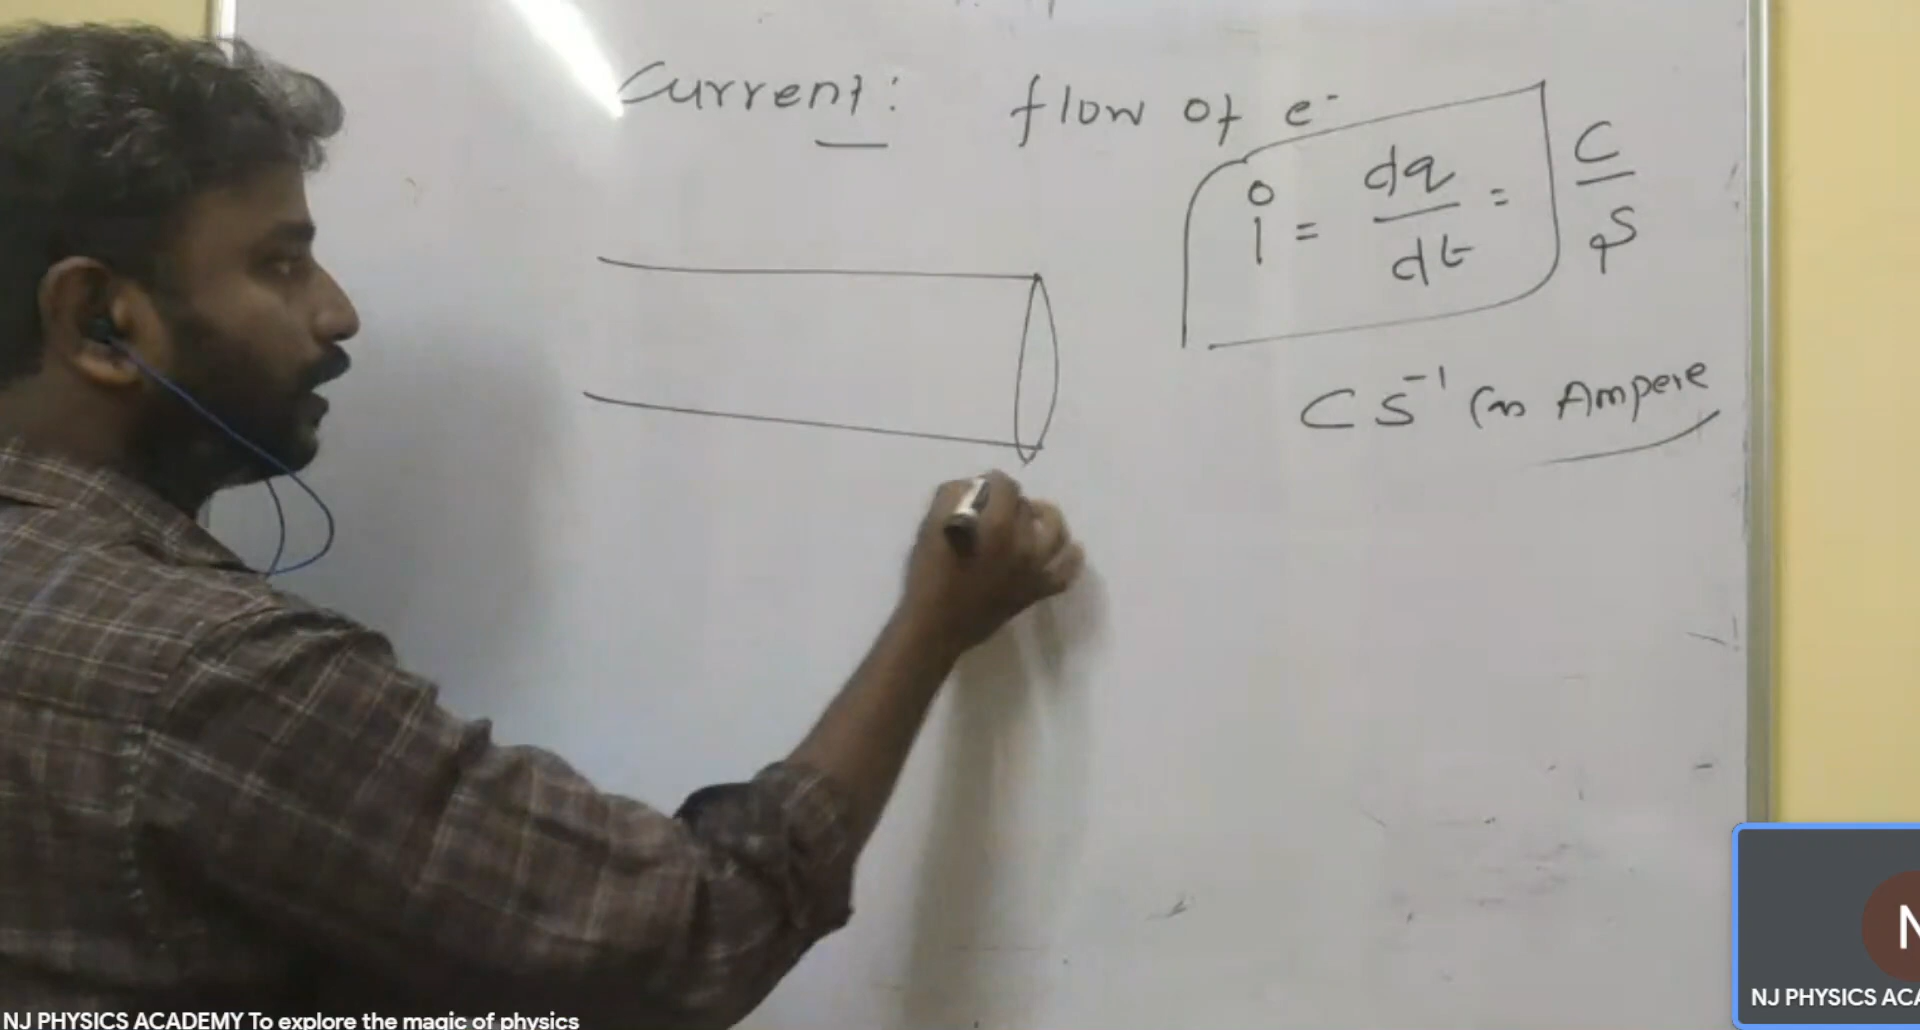 Current: flow of e-
i = dq/dt = C/s
C S⁻¹ (or Ampere
NJ PHYSICS ACADEMY To explore the magic of physics
N
NJ PHYSICS ACA